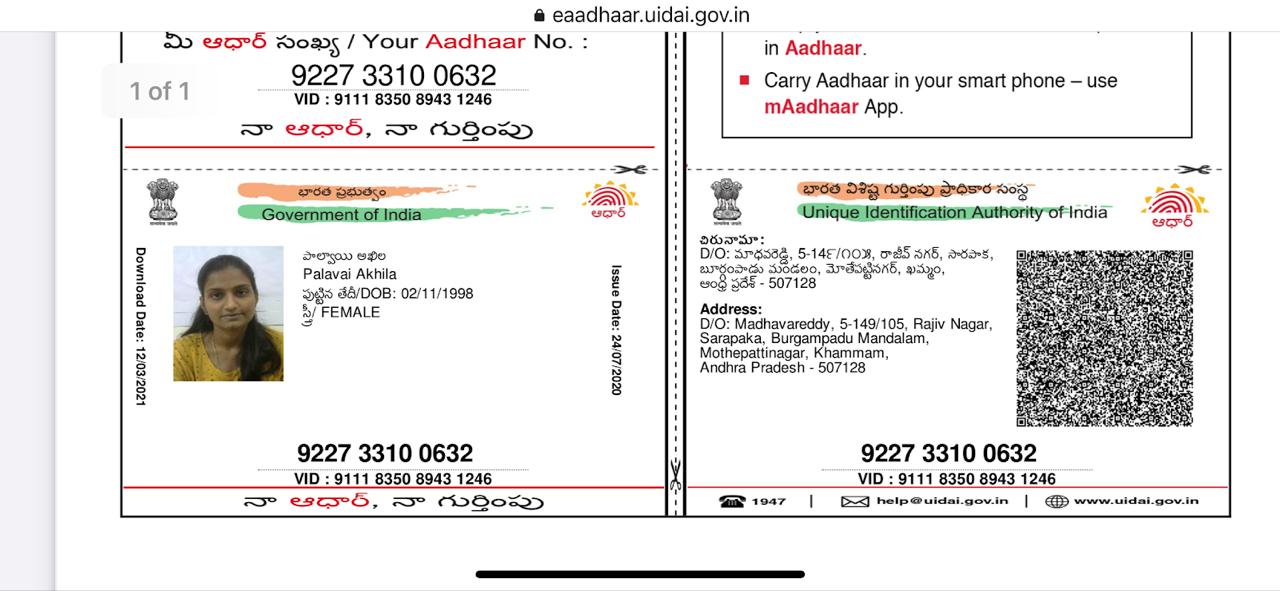 eaadhaar.uidai.gov.in
మీ ఆధార్ సంఖ్య / Your Aadhaar No. :
9227 3310 0632
VID : 9111 8350 8943 1246
నా ఆధార్, నా గుర్తింపు
1 of 1
in Aadhaar.
■ Carry Aadhaar in your smart phone – use
mAadhaar App.
భారత ప్రభుత్వం
Government of India
ఆధార్
Download Date: 12/03/2021
పాల్వాయి అఖిల
Palavai Akhila
పుట్టిన తేదీ/DOB: 02/11/1998
స్త్రీ/ FEMALE
Issue Date: 24/07/2020
9227 3310 0632
VID : 9111 8350 8943 1246
నా ఆధార్, నా గుర్తింపు
భారత విశిష్ట గుర్తింపు ప్రాధికార సంస్థ
Unique Identification Authority of India
ఆధార్
చిరునామా:
D/O: మాధవరెడ్డి, 5-14౯/౧౦౫, రాజీవ్ నగర్, సారపాక,
బూర్గంపాడు మండలం, మోతేపట్టినగర్, ఖమ్మం,
ఆంధ్ర ప్రదేశ్ - 507128
Address:
D/O: Madhavareddy, 5-149/105, Rajiv Nagar,
Sarapaka, Burgampadu Mandalam,
Mothepattinagar, Khammam,
Andhra Pradesh - 507128
9227 3310 0632
VID : 9111 8350 8943 1246
1947 | help@uidai.gov.in | www.uidai.gov.in